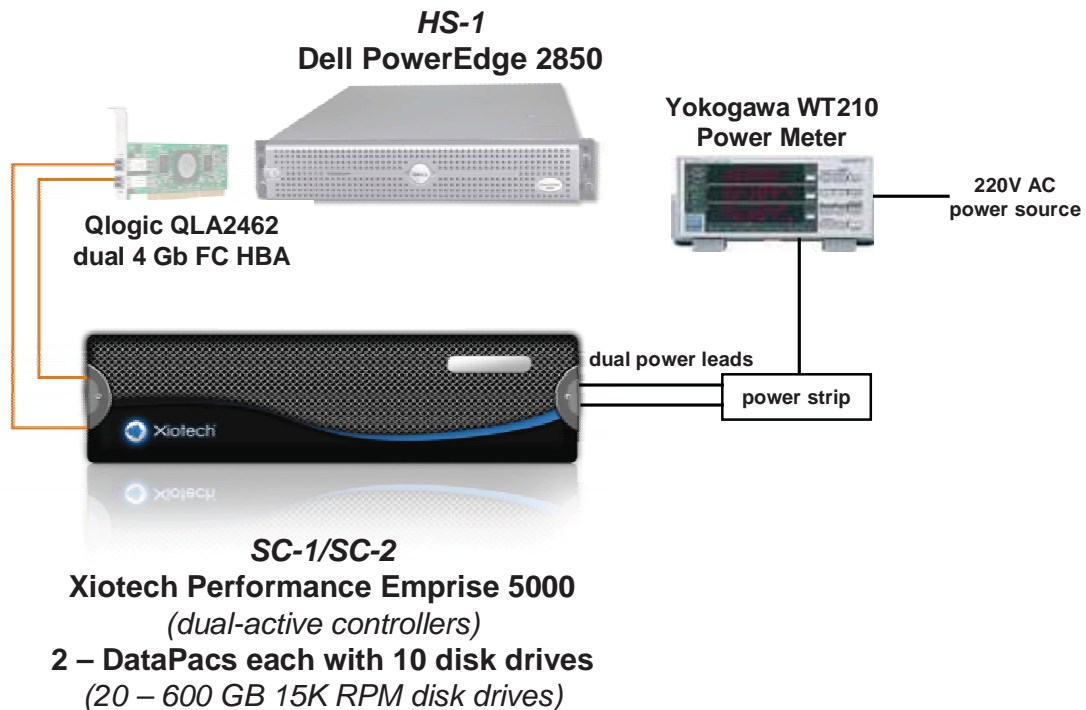 HS-1
Dell PowerEdge 2850
Yokogawa WT210
Power Meter
220V AC
power source
Qlogic QLA2462
dual 4 Gb FC HBA
dual power leads
power strip
Xiotech
SC-1/SC-2
Xiotech Performance Emprise 5000
(dual-active controllers)
2 – DataPacs each with 10 disk drives
(20 – 600 GB 15K RPM disk drives)